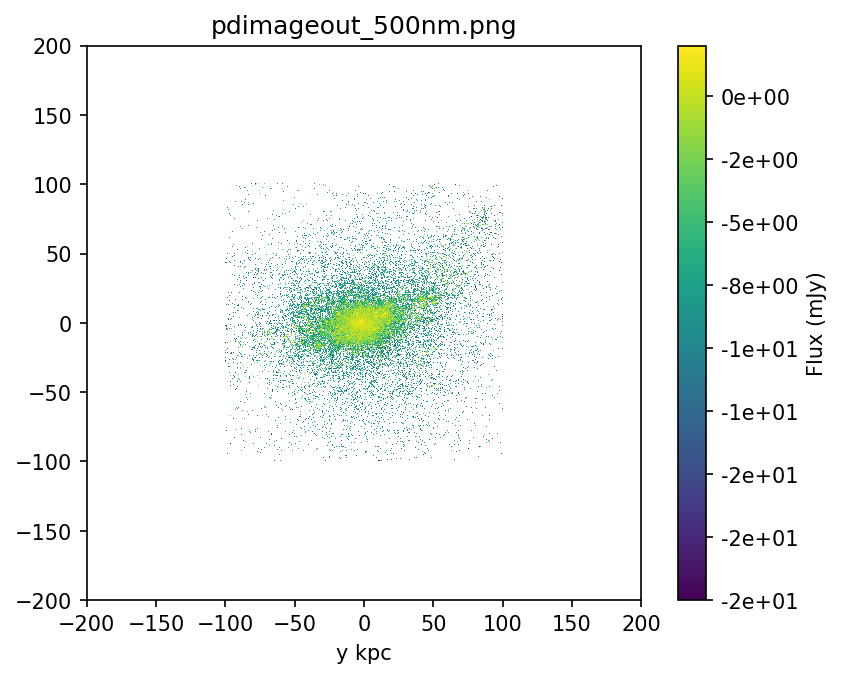 pdimageout_500nm.png
200
150
100
50
0
−50
−100
−150
−200
−200 −150 −100 −50 0 50 100 150 200
y kpc
0e+00
-2e+00
-5e+00
-8e+00
-1e+01
-1e+01
-2e+01
-2e+01
-2e+01
Flux (mJy)